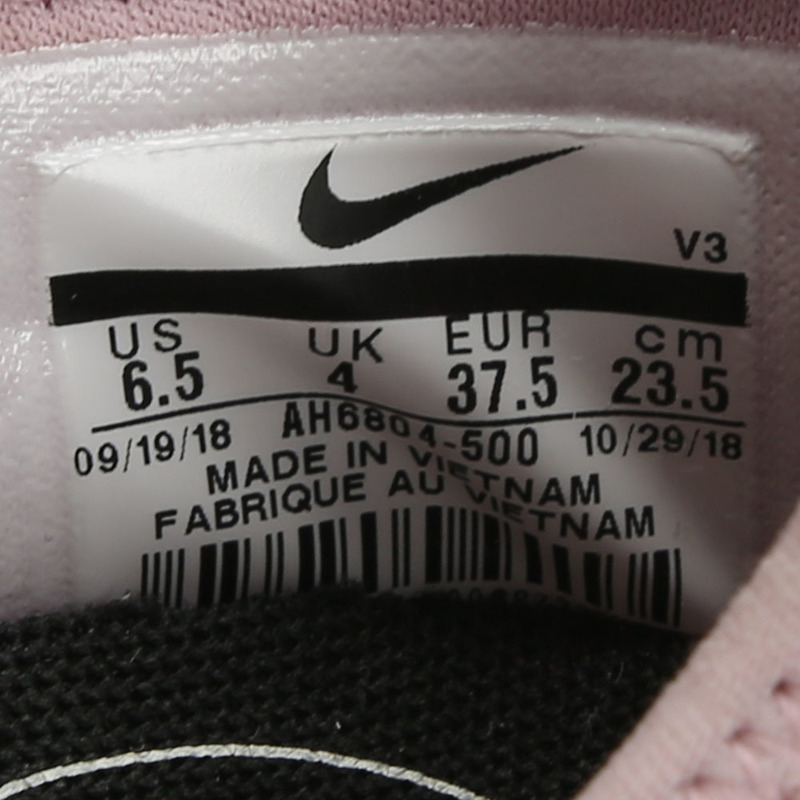 V3
US UK EUR cm
6.5 4 37.5 23.5
09/19/18 AH6804-500 10/29/18
MADE IN VIETNAM
FABRIQUE AU VIETNAM